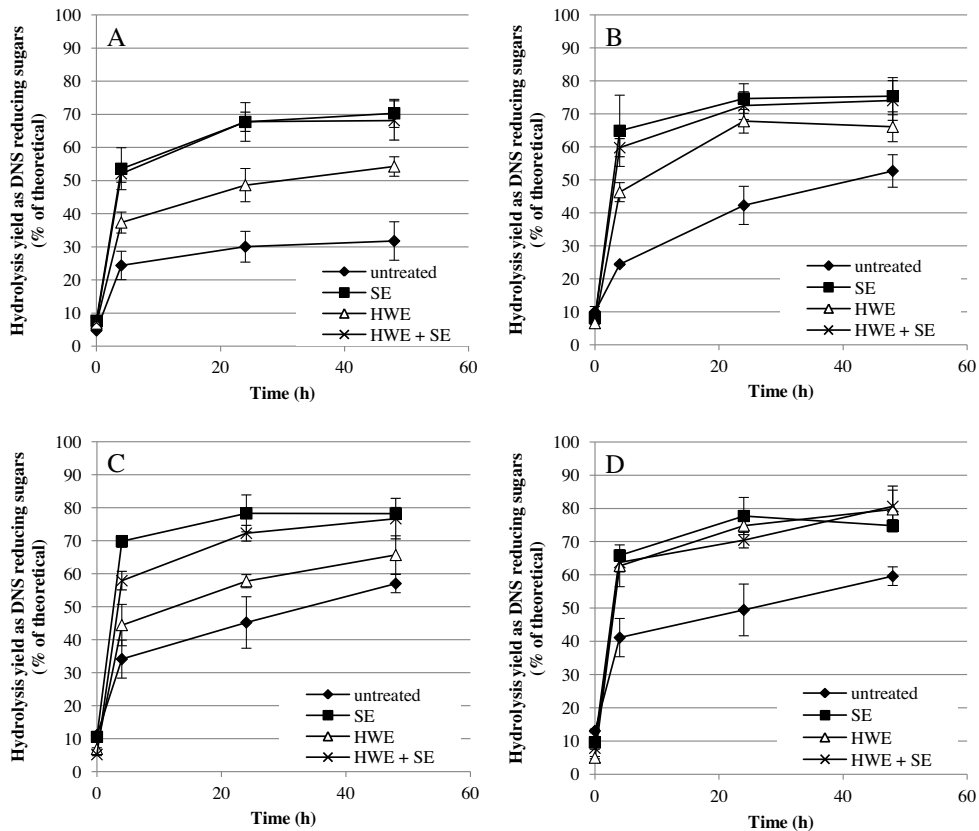 A
Hydrolysis yield as DNS reducing sugars
(% of theoretical)
100
90
80
70
60
50
40
30
20
10
0
0
20
40
60
Time (h)
untreated
SE
HWE
HWE + SE
B
Hydrolysis yield as DNS reducing sugars
(% of theoretical)
100
90
80
70
60
50
40
30
20
10
0
0
20
40
60
Time (h)
untreated
SE
HWE
HWE + SE
C
Hydrolysis yield as DNS reducing sugars
(% of theoretical)
100
90
80
70
60
50
40
30
20
10
0
0
20
40
60
Time (h)
untreated
SE
HWE
HWE + SE
D
Hydrolysis yield as DNS reducing sugars
(% of theoretical)
100
90
80
70
60
50
40
30
20
10
0
0
20
40
60
Time (h)
untreated
SE
HWE
HWE + SE